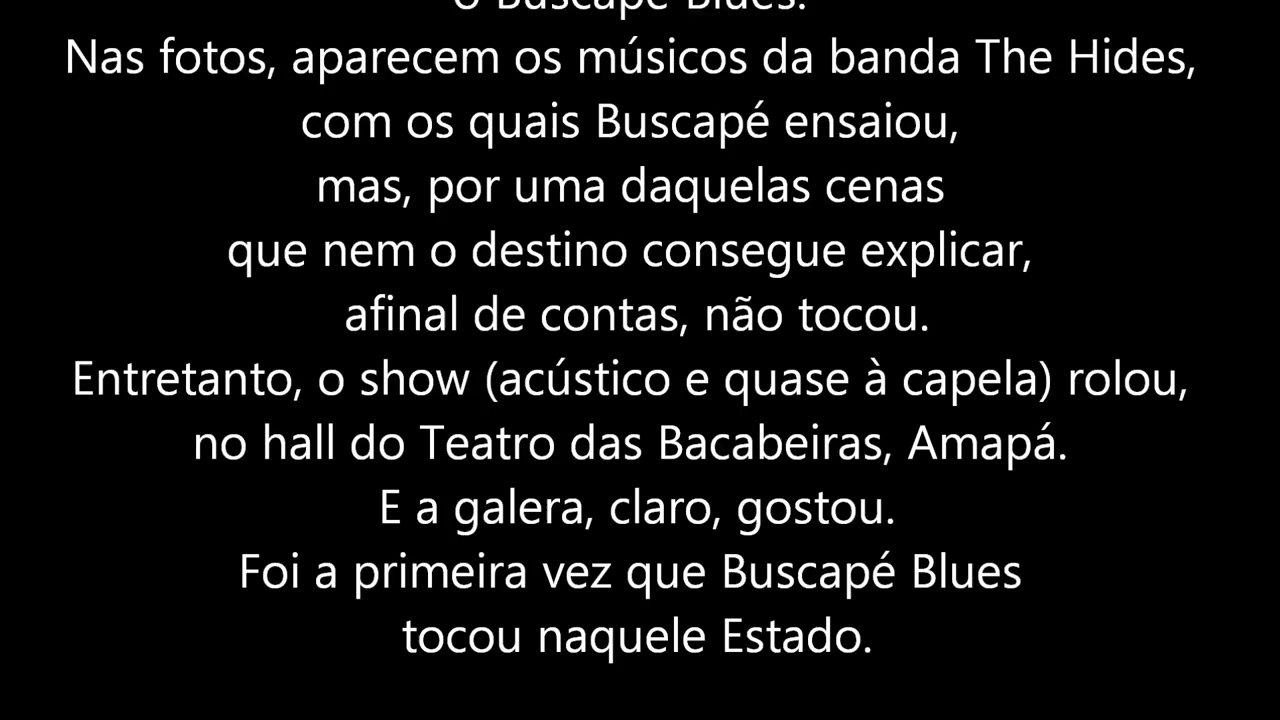 o Buscapé Blues.
Nas fotos, aparecem os músicos da banda The Hides,
com os quais Buscapé ensaiou,
mas, por uma daquelas cenas
que nem o destino consegue explicar,
afinal de contas, não tocou.
Entretanto, o show (acústico e quase à capela) rolou,
no hall do Teatro das Bacabeiras, Amapá.
E a galera, claro, gostou.
Foi a primeira vez que Buscapé Blues
tocou naquele Estado.